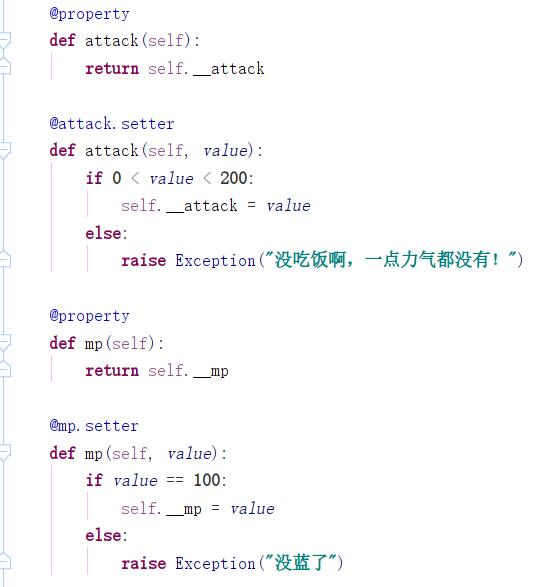 @property
def attack(self):
return self.__attack
@attack.setter
def attack(self, value):
if 0 < value < 200:
self.__attack = value
else:
raise Exception("没吃饭啊，一点力气都没有！")
@property
def mp(self):
return self.__mp
@mp.setter
def mp(self, value):
if value == 100:
self.__mp = value
else:
raise Exception("没蓝了")